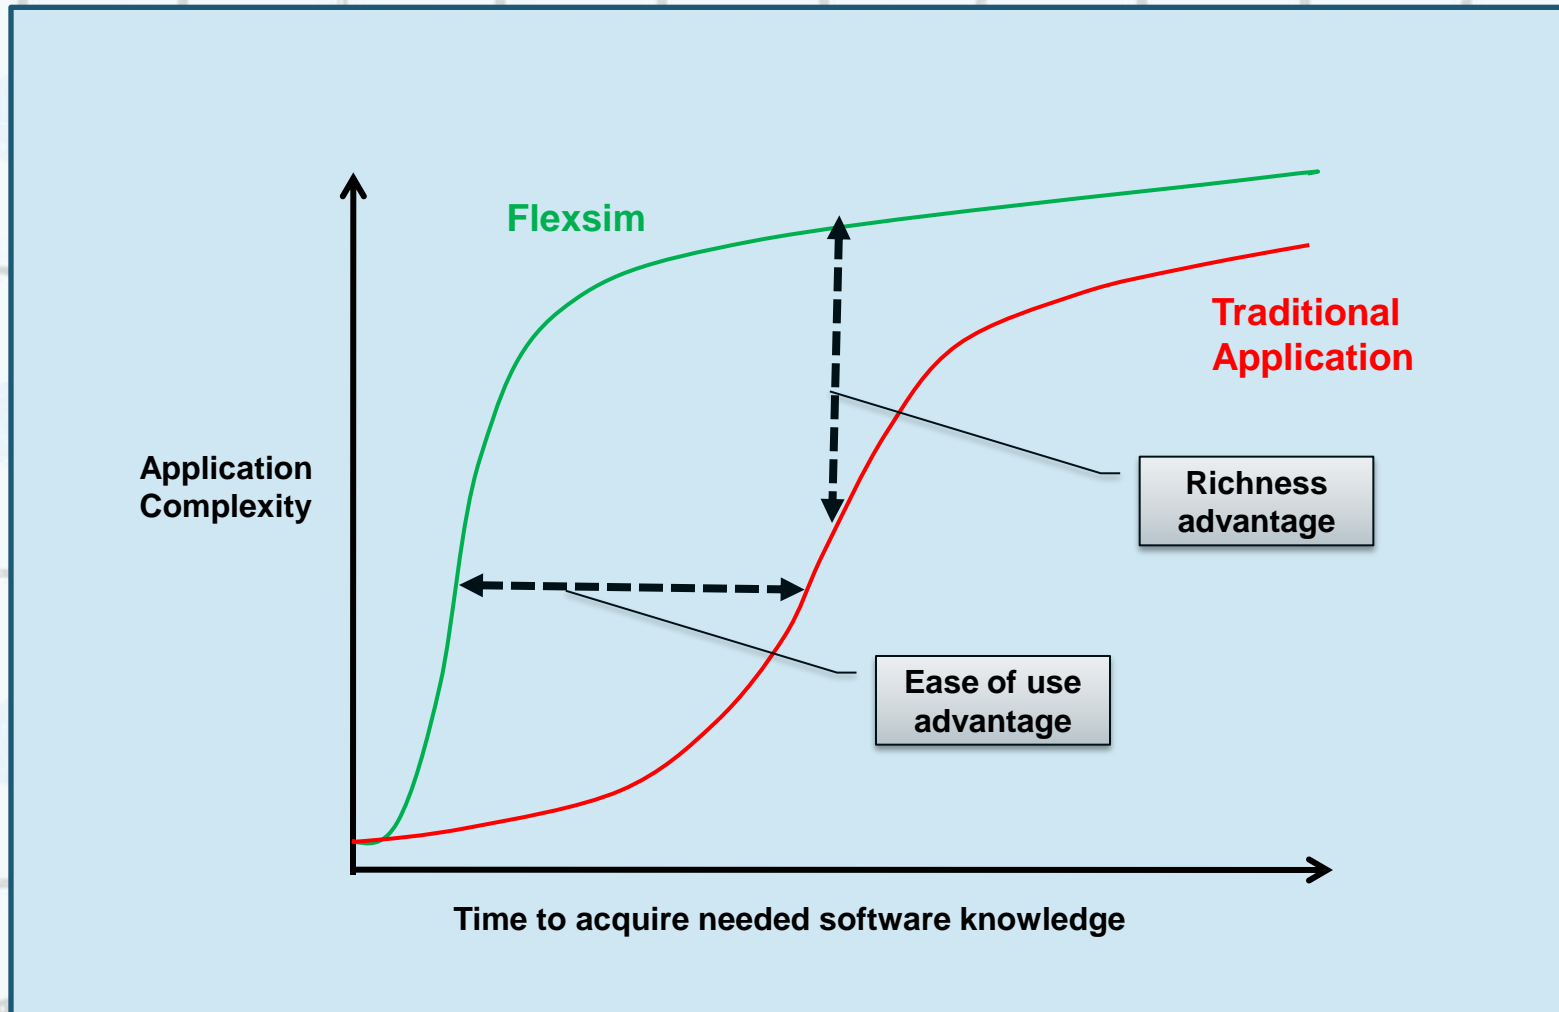 Flexsim
Traditional
Application
Application
Complexity
Richness
advantage
Ease of use
advantage
Time to acquire needed software knowledge